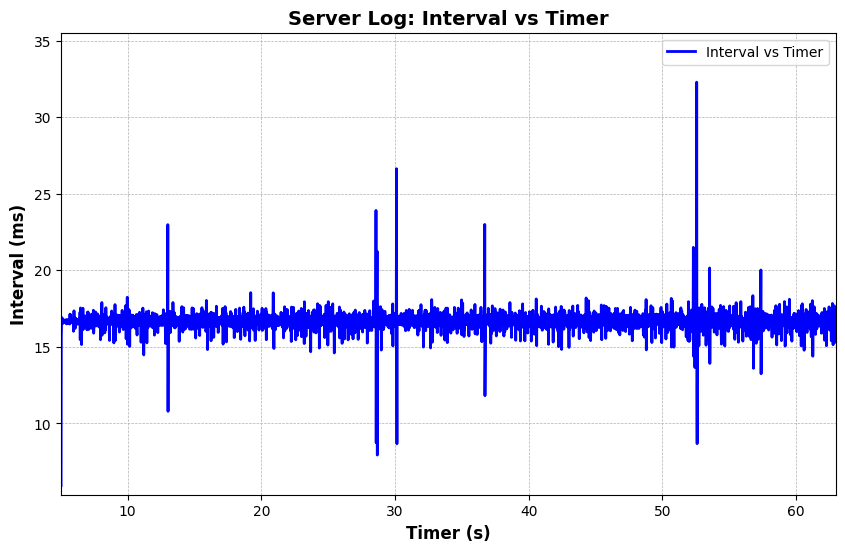 Server Log: Interval vs Timer
Interval vs Timer
35
30
25
20
15
10
Interval (ms)
10 20 30 40 50 60
Timer (s)